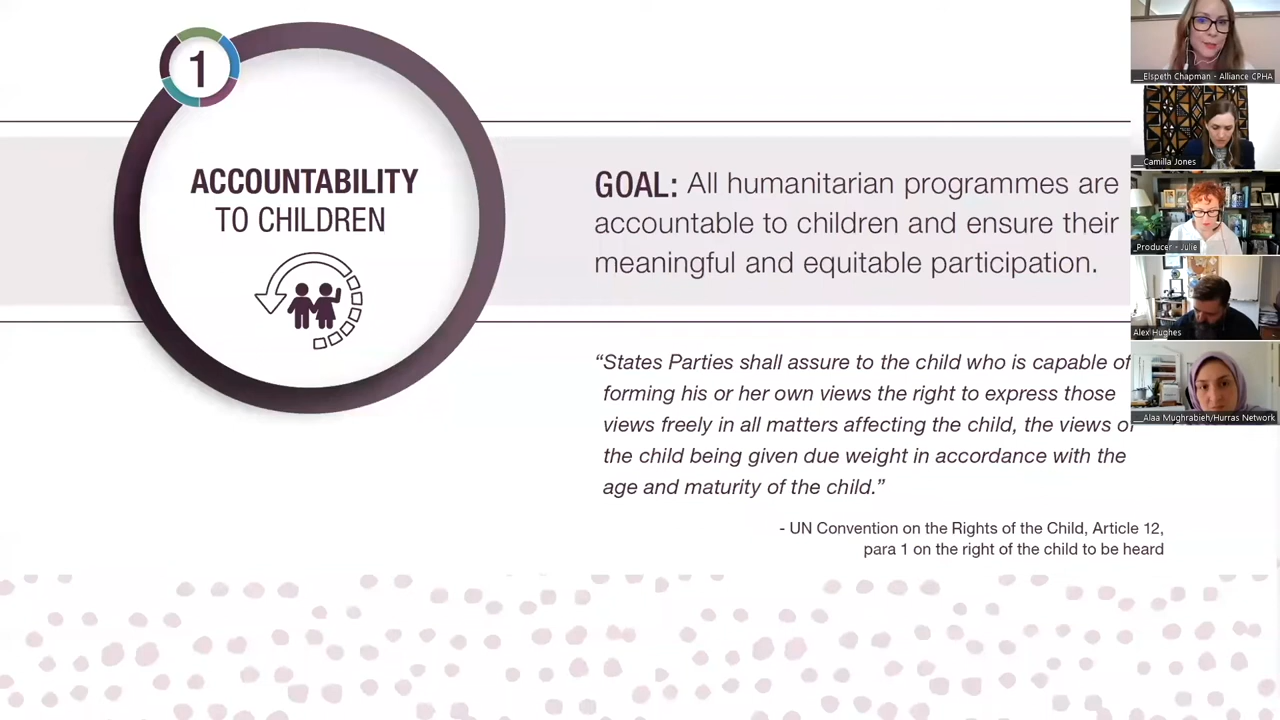 1
ACCOUNTABILITY
TO CHILDREN
GOAL: All humanitarian programmes are
accountable to children and ensure their
meaningful and equitable participation.
“States Parties shall assure to the child who is capable of
forming his or her own views the right to express those
views freely in all matters affecting the child, the views of
the child being given due weight in accordance with the
age and maturity of the child.”
- UN Convention on the Rights of the Child, Article 12,
para 1 on the right of the child to be heard
__Elspeth Chapman - Alliance CPHA
__Camilla Jones
_Producer - Julie
Alex Hughes
__Alaa Mughrabieh/Hurras Network